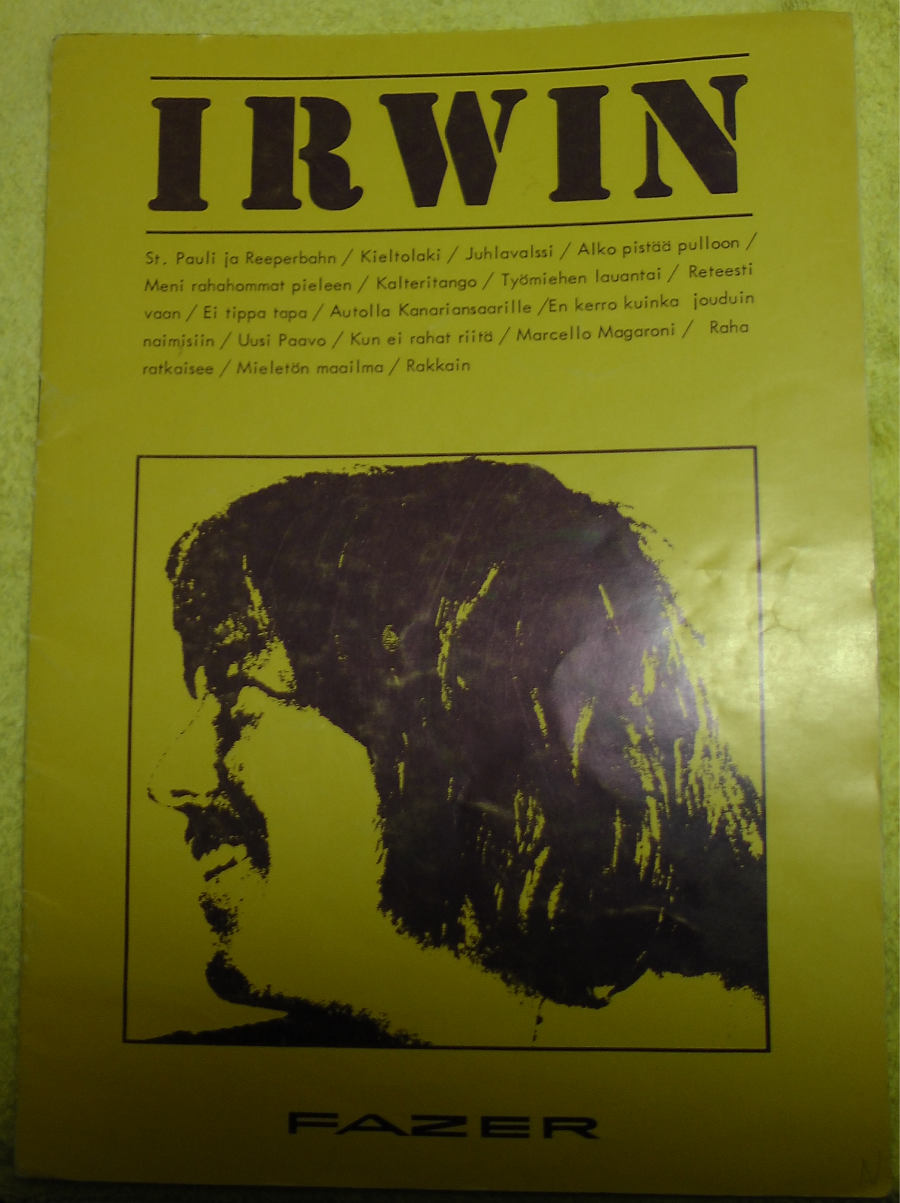 IRWIN
St. Pauli ja Reeperbahn / Kieltolaki / Juhlavalssi / Alko pistää pulloon /
Meni rahahommat pieleen / Kalteritango / Työmiehen lauantai / Reteesti
vaan / Ei tippa tapa / Autolla Kanariansaarille /En kerro kuinka jouduin
naimisiin / Uusi Paavo / Kun ei rahat riitä / Marcello Magaroni / Raha
ratkaisee / Mieletön maailma / Rakkain
FAZER